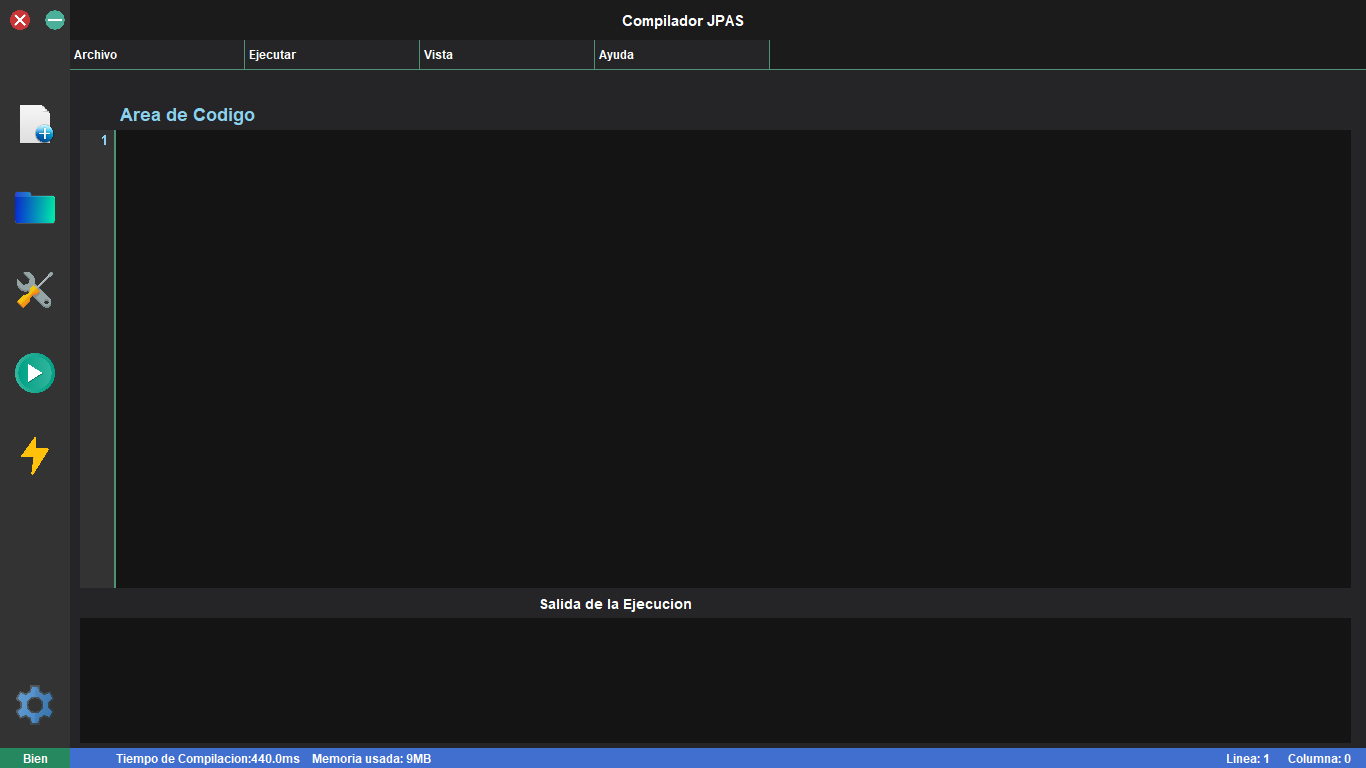 Compilador JPAS
Archivo Ejecutar Vista Ayuda
Area de Codigo
1
Salida de la Ejecucion
Bien Tiempo de Compilacion:440.0ms Memoria usada: 9MB Linea: 1 Columna: 0